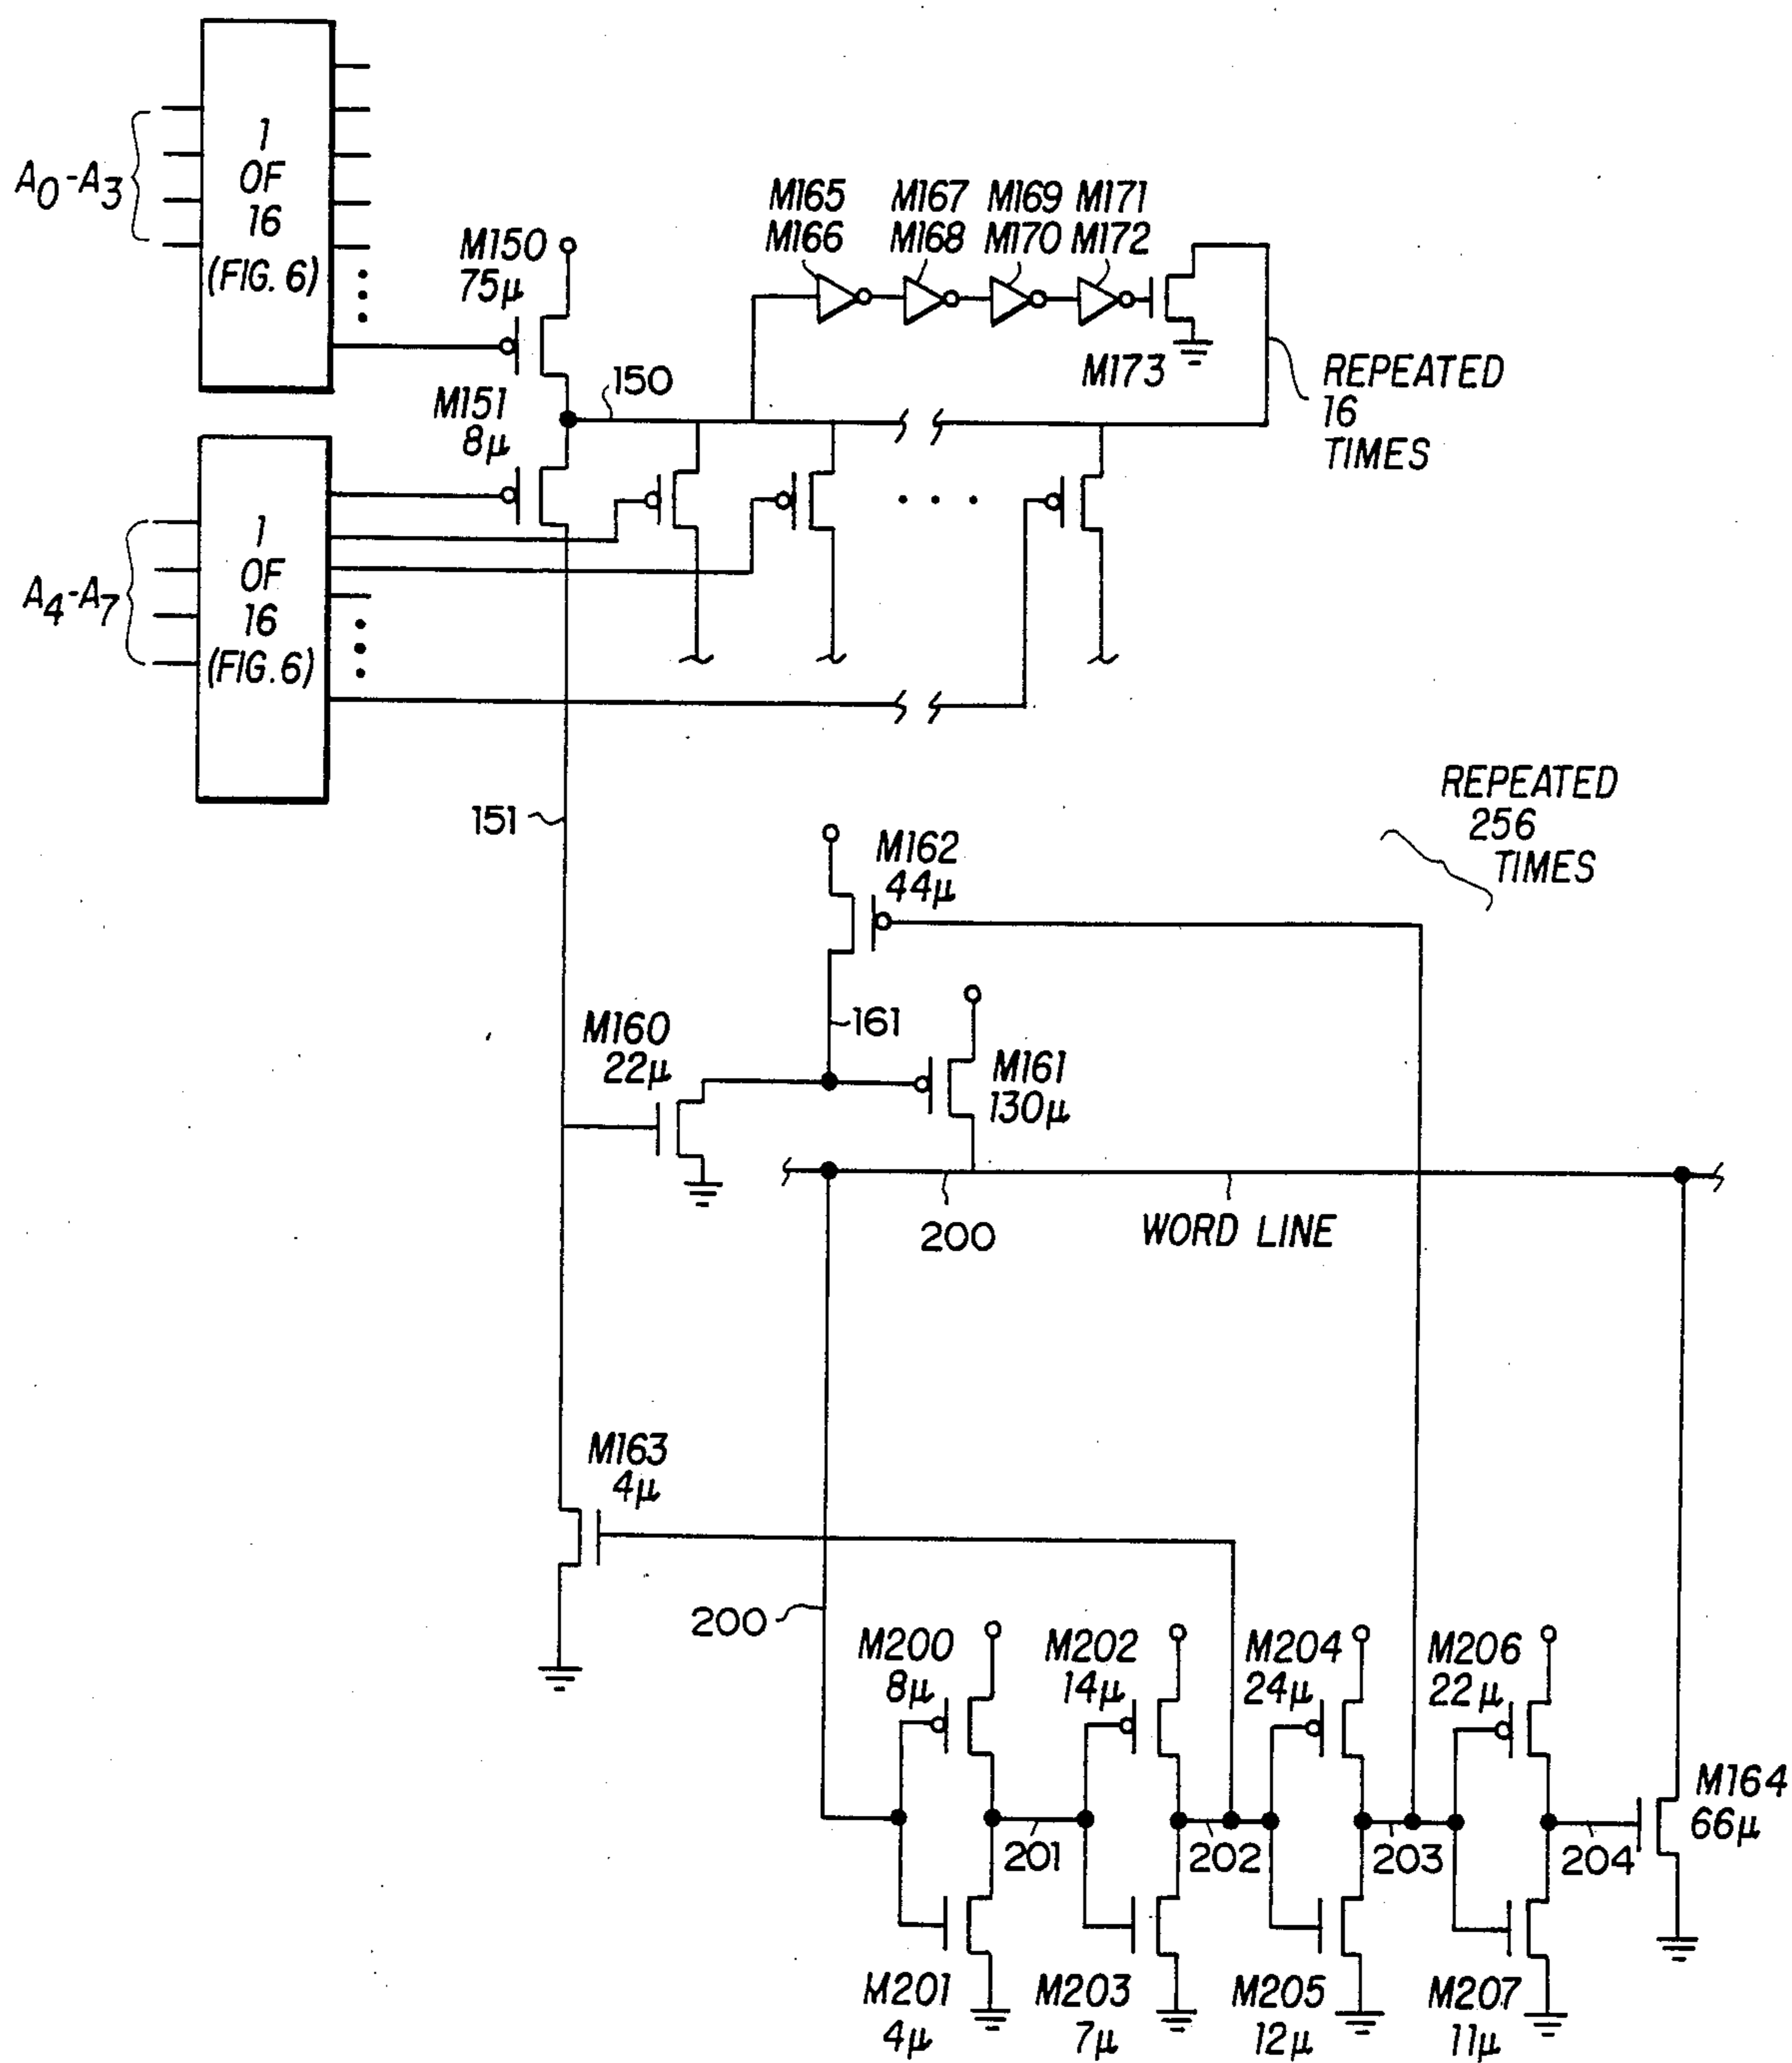 A0-A3
1
OF
16
(FIG. 6)
M150
75μ
M165
M166
M167
M168
M169
M170
M171
M172
M173
REPEATED
16
TIMES
150
M151
8μ
A4-A7
1
OF
16
(FIG. 6)
151
REPEATED
256
TIMES
M162
44μ
161
M160
22μ
M161
130μ
200
WORD LINE
M163
4μ
200
M200
8μ
M202
14μ
M204
24μ
M206
22μ
M164
66μ
201
202
203
204
M201
4μ
M203
7μ
M205
12μ
M207
11μ